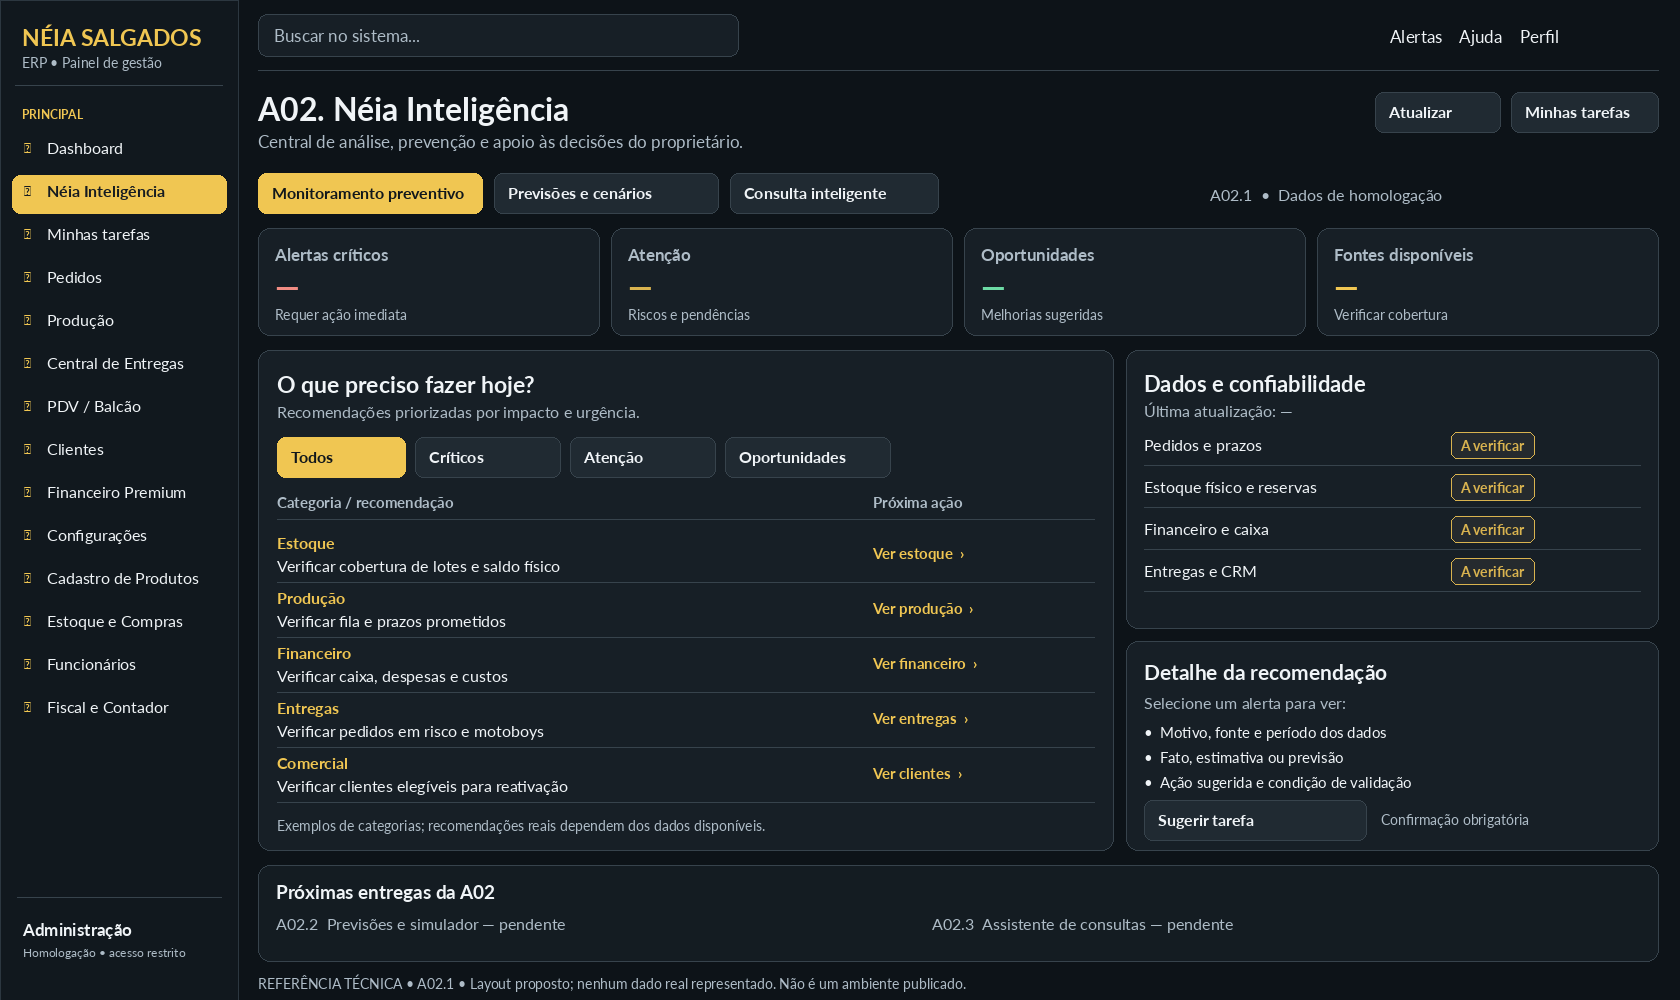 NÉIA SALGADOS
ERP • Painel de gestão
PRINCIPAL
Dashboard
Néia Inteligência
Minhas tarefas
Pedidos
Produção
Central de Entregas
PDV / Balcão
Clientes
Financeiro Premium
Configurações
Cadastro de Produtos
Estoque e Compras
Funcionários
Fiscal e Contador
Administração
Homologação • acesso restrito
Buscar no sistema...
Alertas Ajuda Perfil
A02. Néia Inteligência
Central de análise, prevenção e apoio às decisões do proprietário.
Atualizar
Minhas tarefas
Monitoramento preventivo
Previsões e cenários
Consulta inteligente
A02.1 • Dados de homologação
Alertas críticos
—
Requer ação imediata
Atenção
—
Riscos e pendências
Oportunidades
—
Melhorias sugeridas
Fontes disponíveis
—
Verificar cobertura
O que preciso fazer hoje?
Recomendações priorizadas por impacto e urgência.
Todos
Críticos
Atenção
Oportunidades
Categoria / recomendação
Próxima ação
Estoque
Verificar cobertura de lotes e saldo físico
Ver estoque ›
Produção
Verificar fila e prazos prometidos
Ver produção ›
Financeiro
Verificar caixa, despesas e custos
Ver financeiro ›
Entregas
Verificar pedidos em risco e motoboys
Ver entregas ›
Comercial
Verificar clientes elegíveis para reativação
Ver clientes ›
Exemplos de categorias; recomendações reais dependem dos dados disponíveis.
Dados e confiabilidade
Última atualização: —
Pedidos e prazos A verificar
Estoque físico e reservas A verificar
Financeiro e caixa A verificar
Entregas e CRM A verificar
Detalhe da recomendação
Selecione um alerta para ver:
• Motivo, fonte e período dos dados
• Fato, estimativa ou previsão
• Ação sugerida e condição de validação
Sugerir tarefa
Confirmação obrigatória
Próximas entregas da A02
A02.2 Previsões e simulador — pendente
A02.3 Assistente de consultas — pendente
REFERÊNCIA TÉCNICA • A02.1 • Layout proposto; nenhum dado real representado. Não é um ambiente publicado.